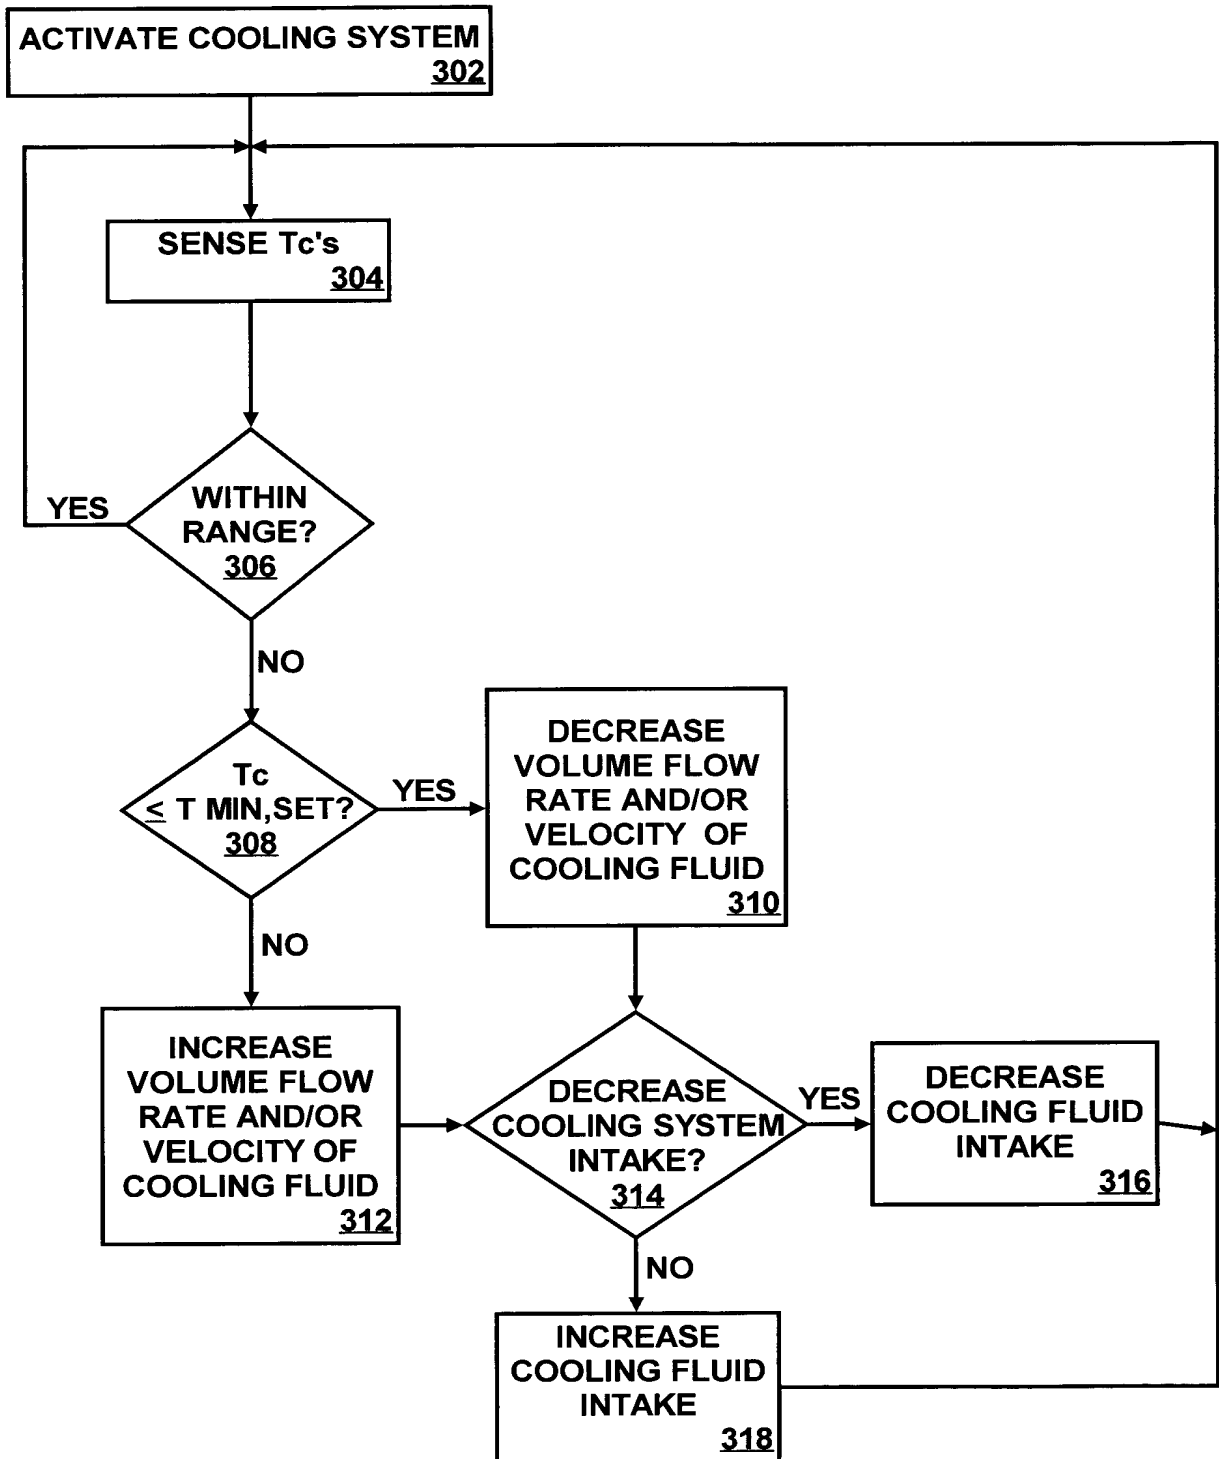 ACTIVATE COOLING SYSTEM
302
SENSE Tc's
304
WITHIN
RANGE?
306
YES
NO
Tc
≤ T MIN,SET?
308
YES
NO
DECREASE
VOLUME FLOW
RATE AND/OR
VELOCITY OF
COOLING FLUID
310
INCREASE
VOLUME FLOW
RATE AND/OR
VELOCITY OF
COOLING FLUID
312
DECREASE
COOLING SYSTEM
INTAKE?
314
YES
NO
DECREASE
COOLING FLUID
INTAKE
316
INCREASE
COOLING FLUID
INTAKE
318